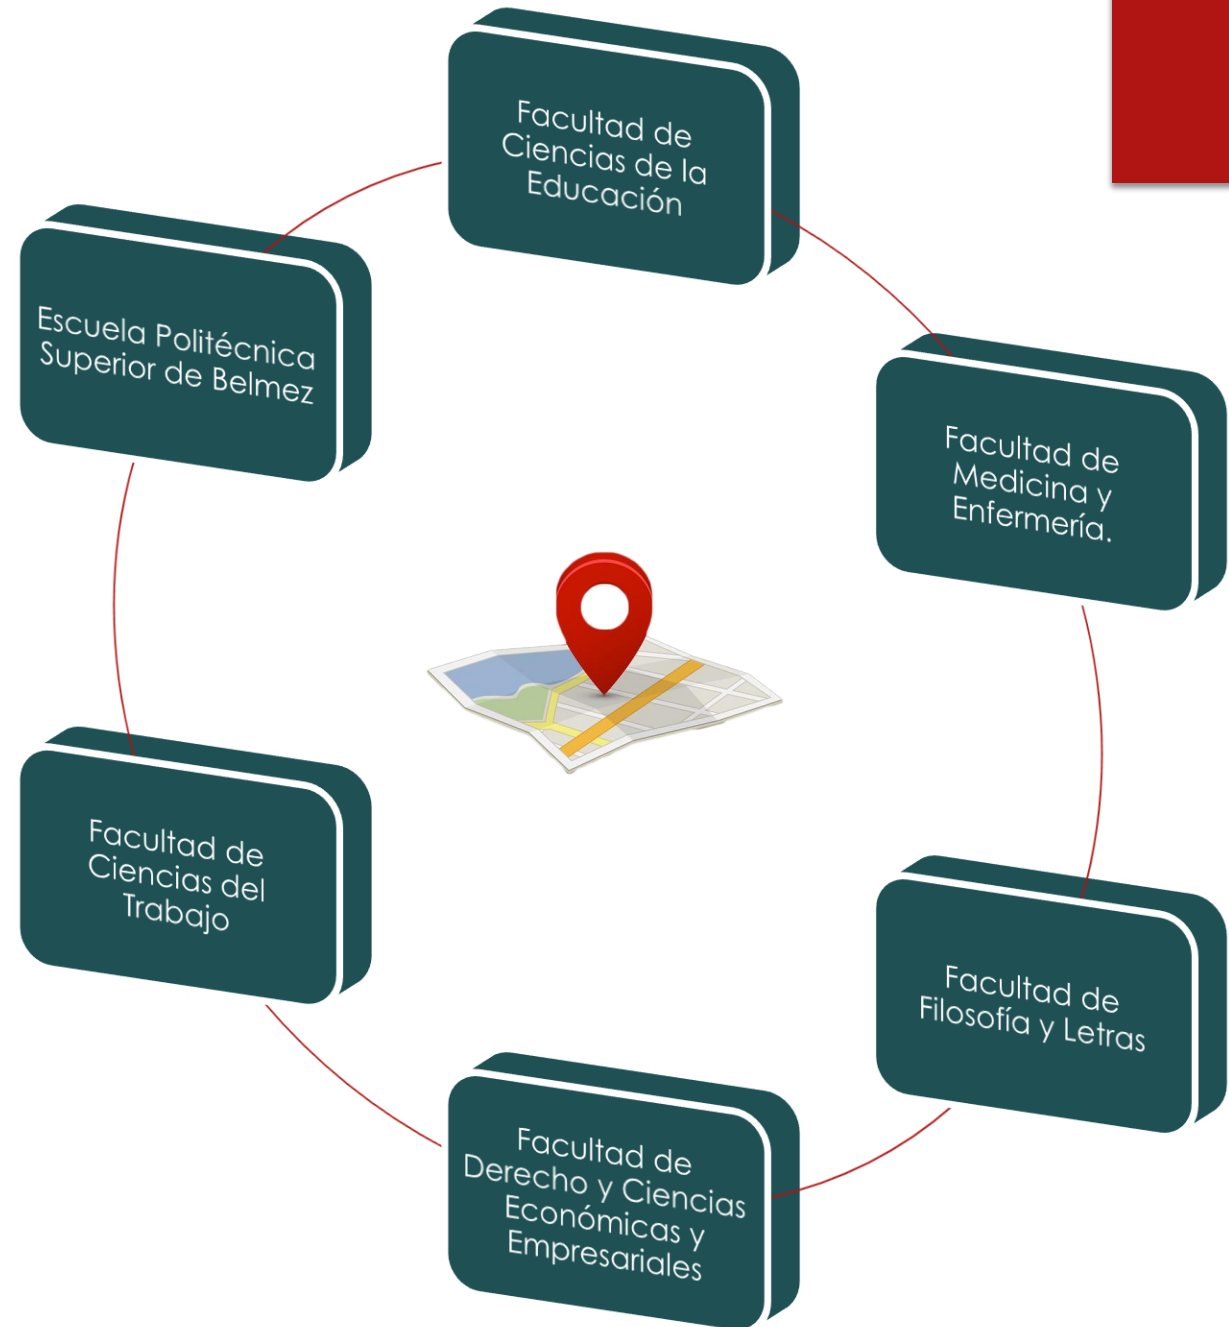 Facultad de
Ciencias de la
Educación
Escuela Politécnica
Superior de Belmez
Facultad de
Medicina y
Enfermería.
Facultad de
Ciencias del
Trabajo
Facultad de
Filosofía y Letras
Facultad de
Derecho y Ciencias
Económicas y
Empresariales